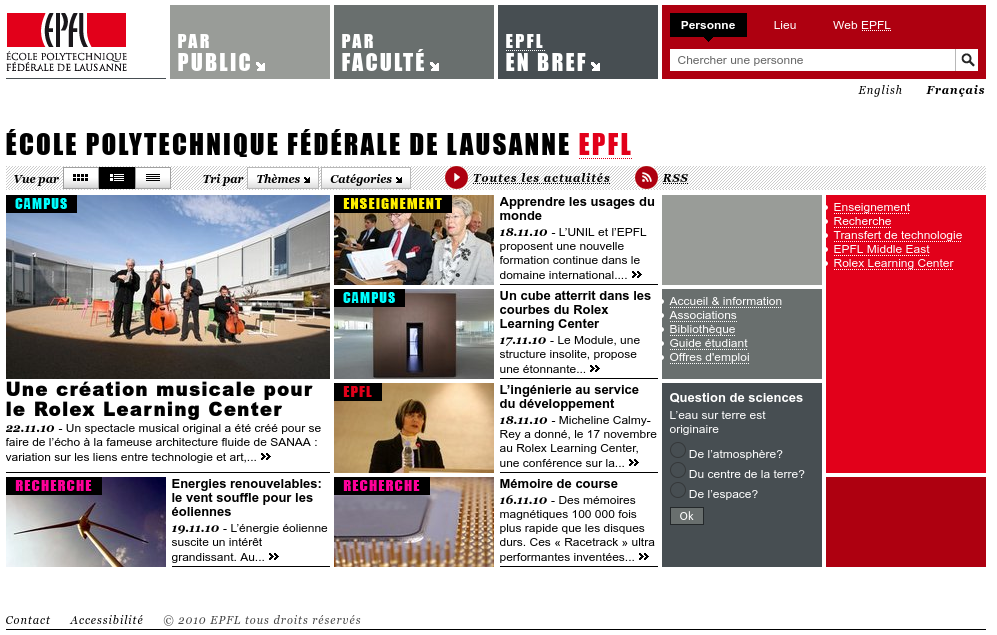 EPFL
ÉCOLE POLYTECHNIQUE
FÉDÉRALE DE LAUSANNE
PAR
PUBLIC
PAR
FACULTÉ
EPFL
EN BREF
Personne
Lieu
Web EPFL
Chercher une personne
English
Français
ÉCOLE POLYTECHNIQUE FÉDÉRALE DE LAUSANNE EPFL
Vue par
Tri par
Thèmes
Catégories
Toutes les actualités
RSS
CAMPUS
Une création musicale pour
le Rolex Learning Center
22.11.10 - Un spectacle musical original a été créé pour se
faire de l'écho à la fameuse architecture fluide de SANAA :
variation sur les liens entre technologie et art,...
RECHERCHE
Energies renouvelables:
le vent souffle pour les
éoliennes
19.11.10 - L'énergie éolienne
suscite un intérêt
grandissant. Au...
ENSEIGNEMENT
Apprendre les usages du
monde
18.11.10 - L'UNIL et l'EPFL
proposent une nouvelle
formation continue dans le
domaine international....
CAMPUS
Un cube atterrit dans les
courbes du Rolex
Learning Center
17.11.10 - Le Module, une
structure insolite, propose
une étonnante...
EPFL
L'ingénierie au service
du développement
18.11.10 - Micheline Calmy-
Rey a donné, le 17 novembre
au Rolex Learning Center,
une conférence sur la...
RECHERCHE
Mémoire de course
16.11.10 - Des mémoires
magnétiques 100 000 fois
plus rapide que les disques
durs. Ces « Racetrack » ultra
performantes inventées...
Accueil & information
Associations
Bibliothèque
Guide étudiant
Offres d'emploi
Question de sciences
L'eau sur terre est
originaire
De l'atmosphère?
Du centre de la terre?
De l'espace?
Ok
Enseignement
Recherche
Transfert de technologie
EPFL Middle East
Rolex Learning Center
Contact
Accessibilité
© 2010 EPFL tous droits réservés